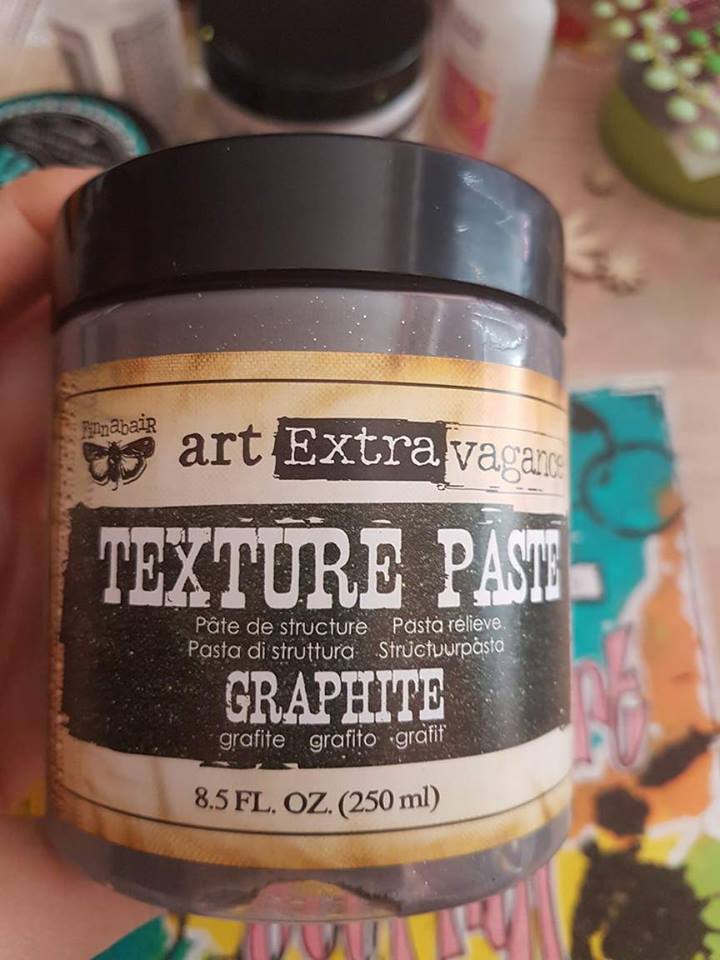 FinnabaiR
art Extravagance
TEXTURE PASTE
Pâte de structure Pasta relieve
Pasta di struttura Structuurpasta
GRAPHITE
grafite grafito grafit
8.5 FL. OZ. (250 ml)